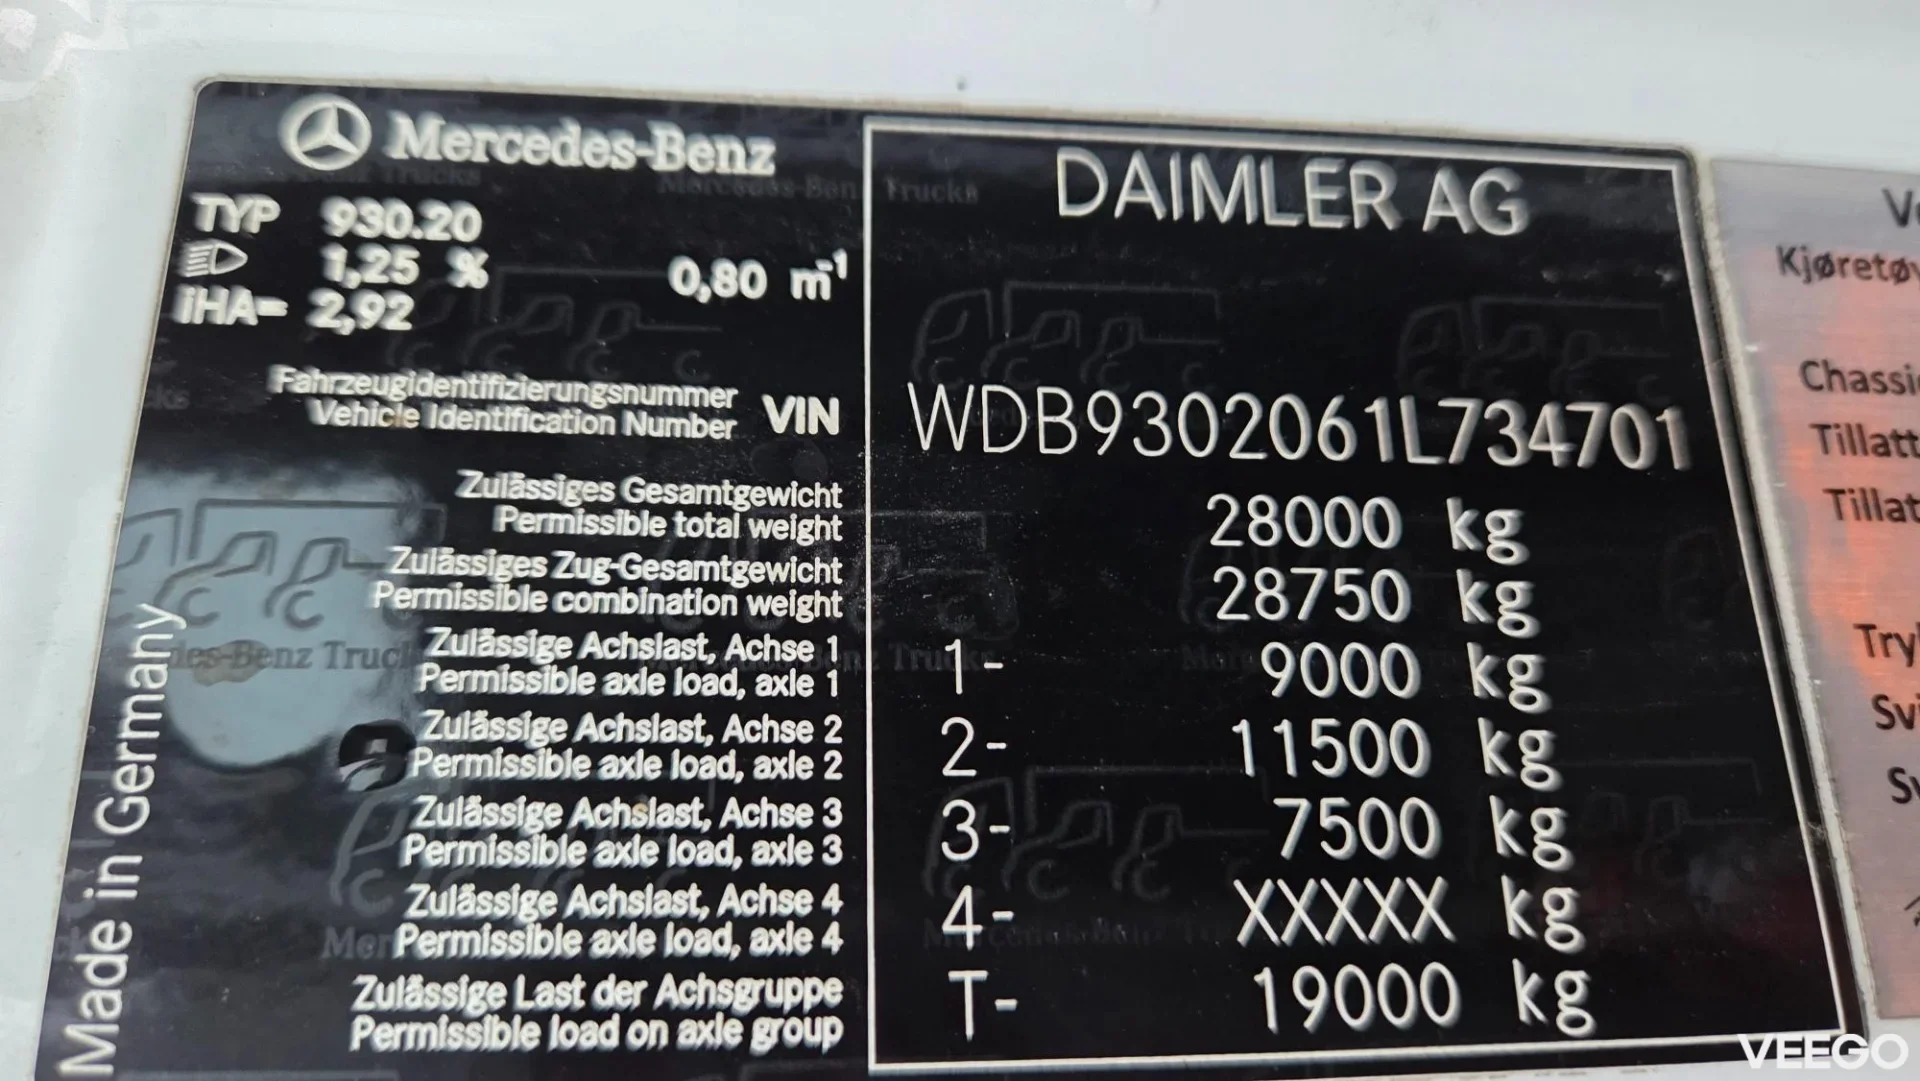 Mercedes-Benz
TYP 930.20
1,25 % 0,80 m⁻¹
iHA= 2,92
DAIMLER AG
Fahrzeugidentifizierungsnummer
Vehicle Identification Number
VIN WDB9302061L734701
Zulässiges Gesamtgewicht
Permissible total weight
28000 kg
Zulässiges Zug-Gesamtgewicht
Permissible combination weight
28750 kg
Zulässige Achslast, Achse 1
Permissible axle load, axle 1
1- 9000 kg
Zulässige Achslast, Achse 2
Permissible axle load, axle 2
2- 11500 kg
Zulässige Achslast, Achse 3
Permissible axle load, axle 3
3- 7500 kg
Zulässige Achslast, Achse 4
Permissible axle load, axle 4
4- XXXXX kg
Zulässige Last der Achsgruppe
Permissible load on axle group
T- 19000 kg
Made in Germany
Kjøretøy
Chassi
Tillatt
Tillat
VEEGO